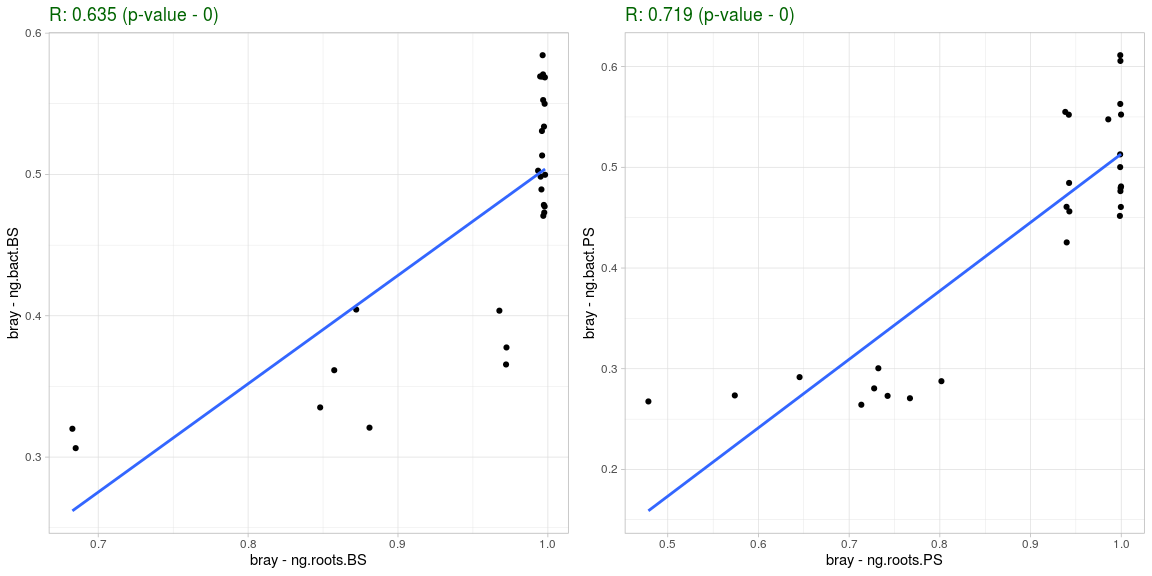 R: 0.635 (p-value - 0)
0.6
0.5
0.4
0.3
bray - ng.bact.BS
0.7 0.8 0.9 1.0
bray - ng.roots.BS
R: 0.719 (p-value - 0)
0.6
0.5
0.4
0.3
0.2
bray - ng.bact.PS
0.5 0.6 0.7 0.8 0.9 1.0
bray - ng.roots.PS